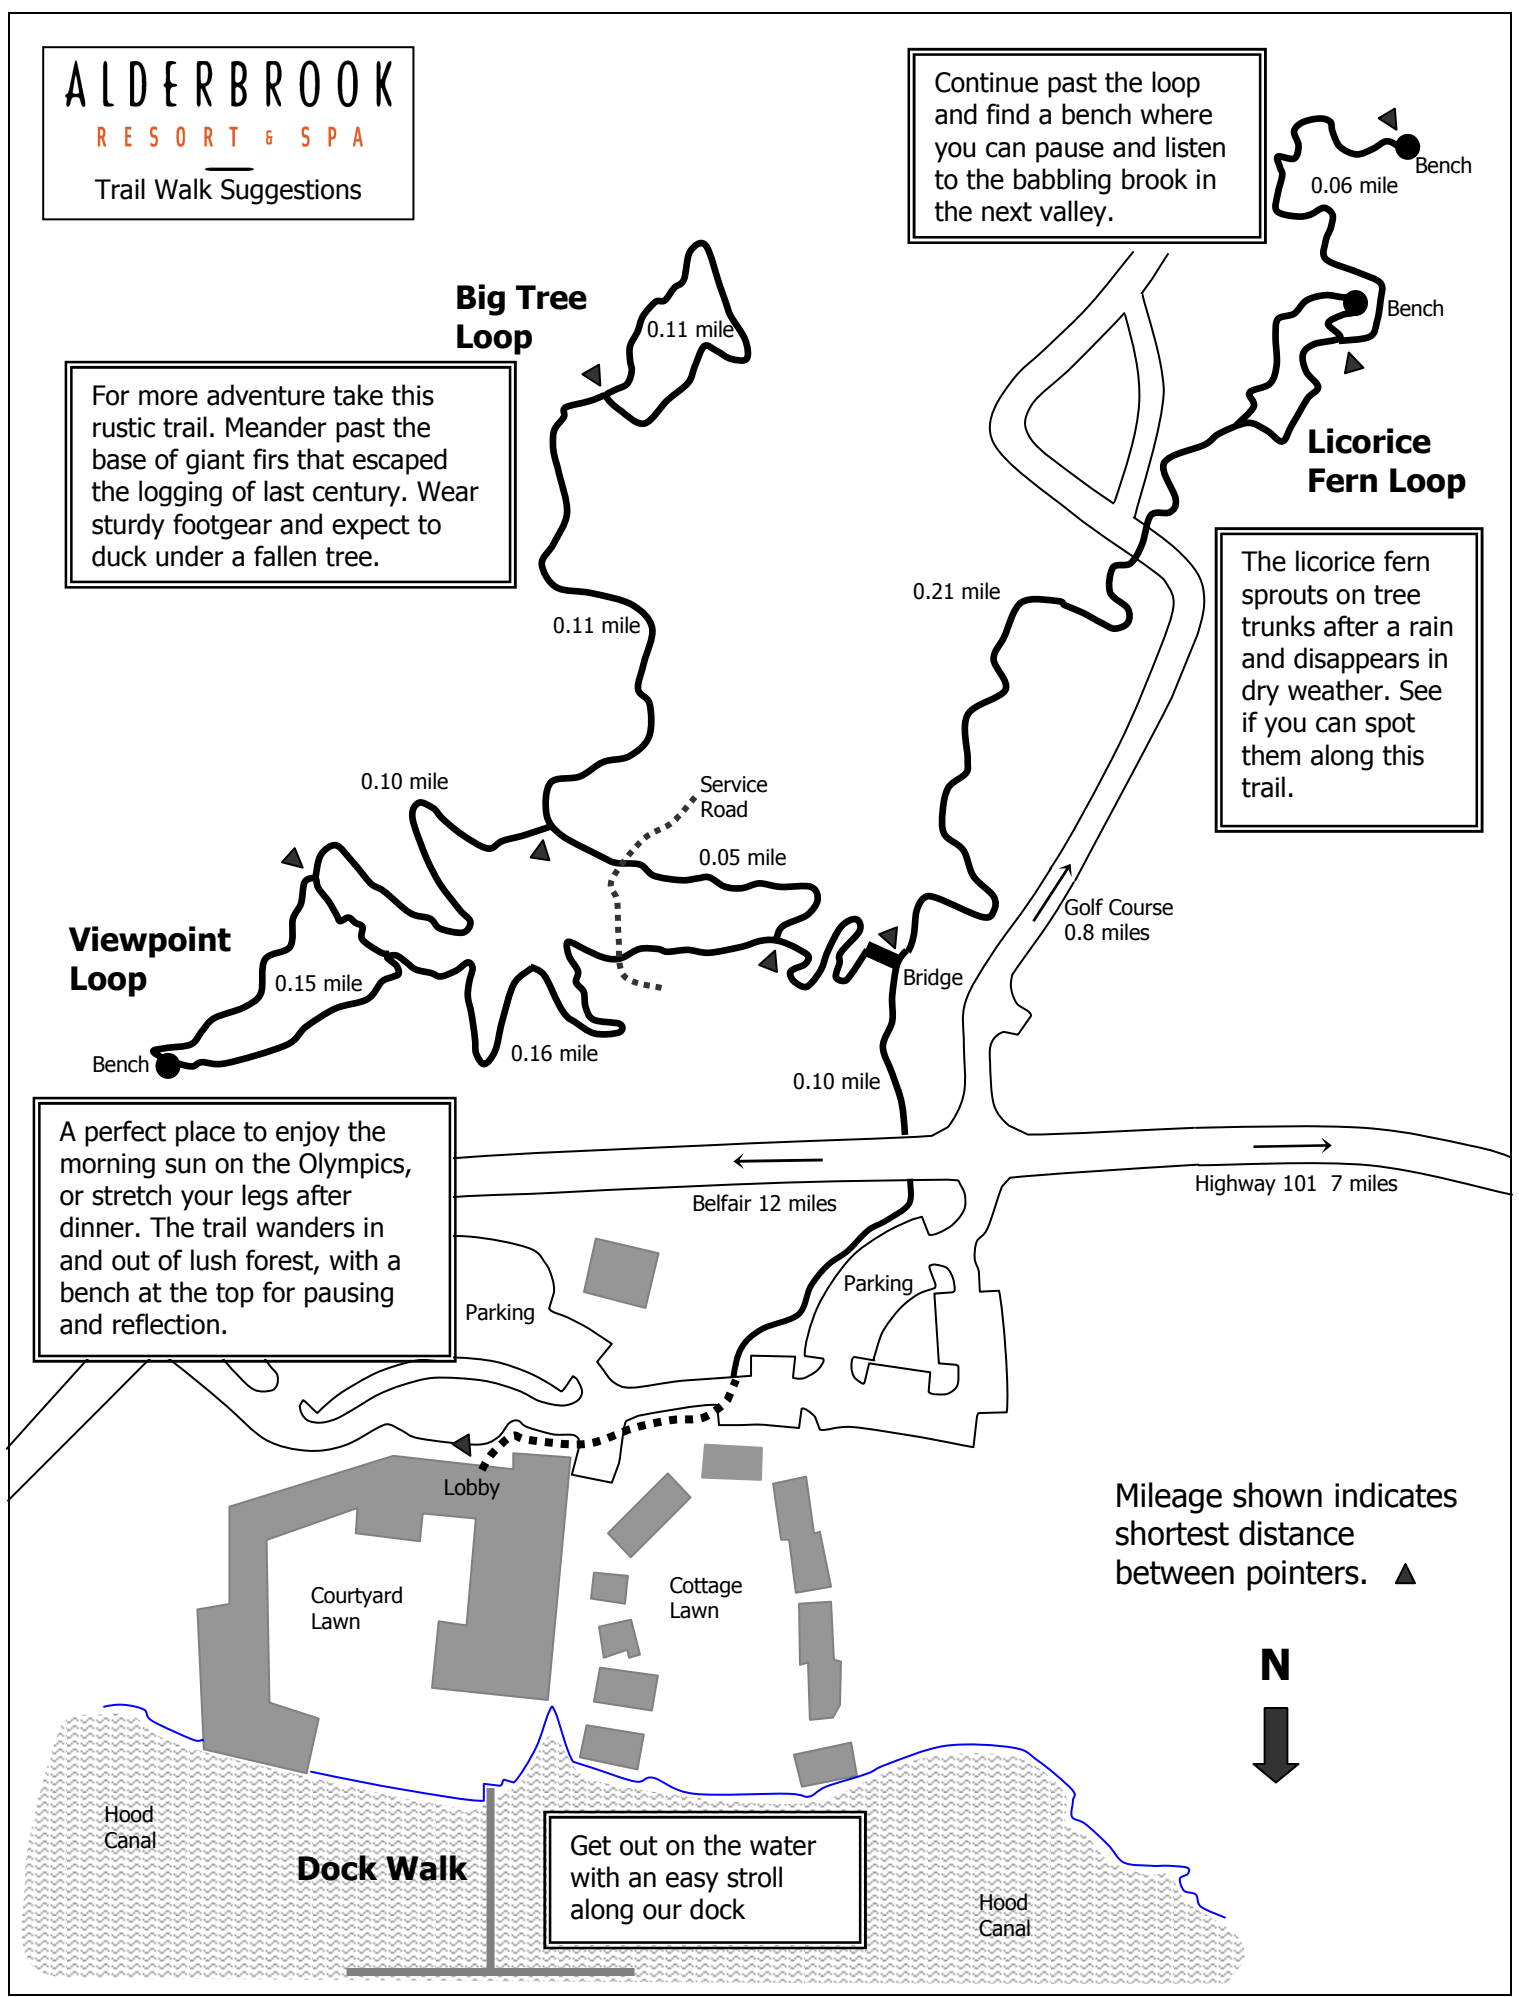 ALDERBROOK
RESORT & SPA
Trail Walk Suggestions
Continue past the loop
and find a bench where
you can pause and listen
to the babbling brook in
the next valley.
Bench
0.06 mile
Big Tree
Loop
0.11 mile
Bench
For more adventure take this
rustic trail. Meander past the
base of giant firs that escaped
the logging of last century. Wear
sturdy footgear and expect to
duck under a fallen tree.
Licorice
Fern Loop
The licorice fern
sprouts on tree
trunks after a rain
and disappears in
dry weather. See
if you can spot
them along this
trail.
0.21 mile
0.11 mile
0.10 mile
Service
Road
0.05 mile
Golf Course
0.8 miles
Viewpoint
Loop
0.15 mile
Bridge
Bench
0.16 mile
0.10 mile
A perfect place to enjoy the
morning sun on the Olympics,
or stretch your legs after
dinner. The trail wanders in
and out of lush forest, with a
bench at the top for pausing
and reflection.
Belfair 12 miles
Highway 101 7 miles
Parking
Parking
Lobby
Mileage shown indicates
shortest distance
between pointers.
Courtyard
Lawn
Cottage
Lawn
N
Hood
Canal
Dock Walk
Get out on the water
with an easy stroll
along our dock
Hood
Canal